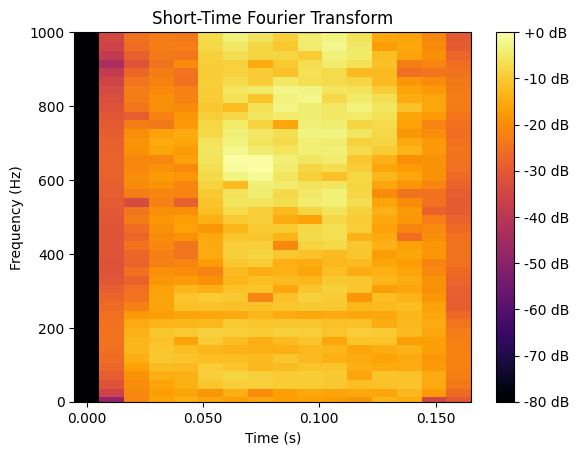 Short-Time Fourier Transform
1000
800
600
400
200
0
Frequency (Hz)
0.000
0.050
0.100
0.150
Time (s)
+0 dB
-10 dB
-20 dB
-30 dB
-40 dB
-50 dB
-60 dB
-70 dB
-80 dB